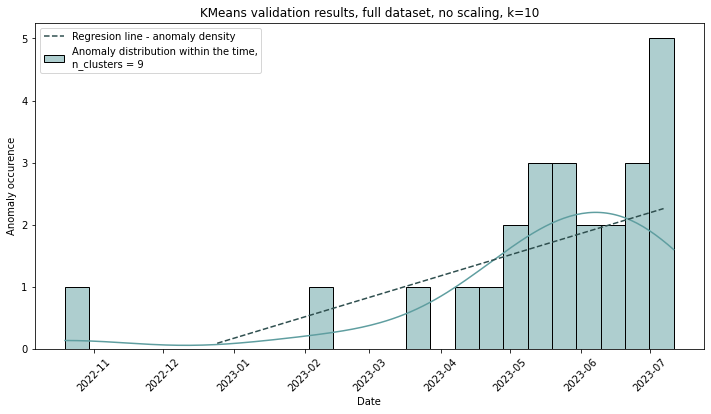 KMeans validation results, full dataset, no scaling, k=10
Regresion line - anomaly density
Anomaly distribution within the time,
n_clusters = 9
Anomaly occurence
5
4
3
2
1
0
2022-11
2022-12
2023-01
2023-02
2023-03
2023-04
2023-05
2023-06
2023-07
Date